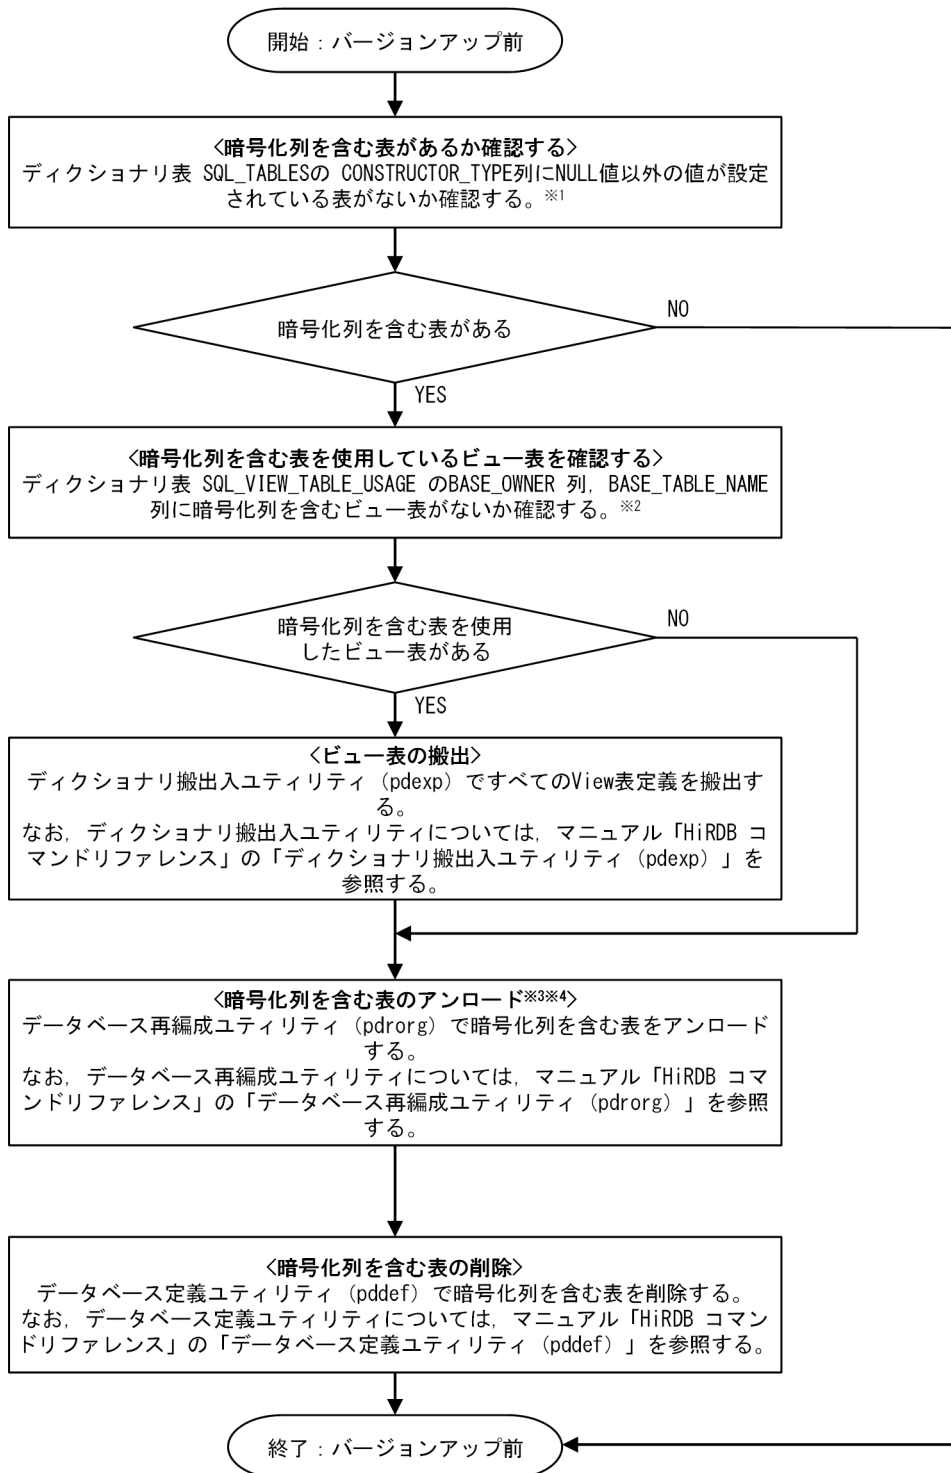 開始：バージョンアップ前
<暗号化列を含む表があるか確認する>
ディクショナリ表 SQL_TABLESの CONSTRUCTOR_TYPE列にNULL値以外の値が設定
されている表がないか確認する。※1
暗号化列を含む表がある
NO
YES
<暗号化列を含む表を使用しているビュー表を確認する>
ディクショナリ表 SQL_VIEW_TABLE_USAGE のBASE_OWNER 列，BASE_TABLE_NAME
列に暗号化列を含むビュー表がないか確認する。※2
暗号化列を含む表を使用
したビュー表がある
NO
YES
<ビュー表の搬出>
ディクショナリ搬出入ユティリティ（pdexp）ですべてのView表定義を搬出す
る。
なお，ディクショナリ搬出入ユティリティについては，マニュアル「HiRDB コ
マンドリファレンス」の「ディクショナリ搬出入ユティリティ（pdexp）」を
参照する。
<暗号化列を含む表のアンロード※3※4>
データベース再編成ユティリティ（pdrorg）で暗号化列を含む表をアンロード
する。
なお，データベース再編成ユティリティについては，マニュアル「HiRDB コマ
ンドリファレンス」の「データベース再編成ユティリティ（pdrorg）」を参照
する。
<暗号化列を含む表の削除>
データベース定義ユティリティ（pddef）で暗号化列を含む表を削除する。
なお，データベース定義ユティリティについては，マニュアル「HiRDB コマン
ドリファレンス」の「データベース定義ユティリティ（pddef）」を参照する。
終了：バージョンアップ前